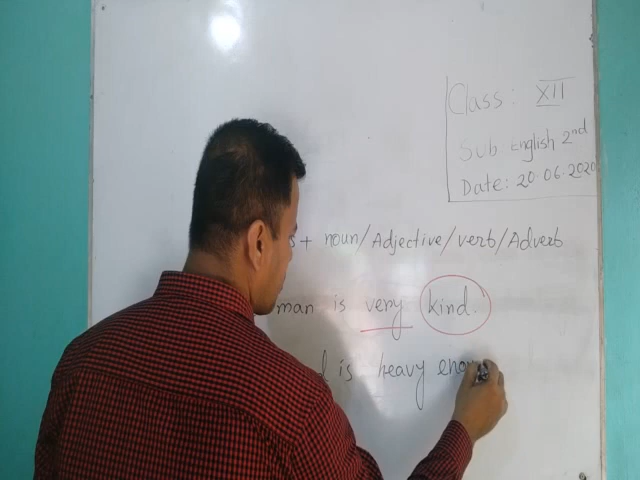 Class: XII
Sub English 2nd
Date: 20.06.2020
s + noun/Adjective/verb/Adverb
man is very kind.
d is heavy enou